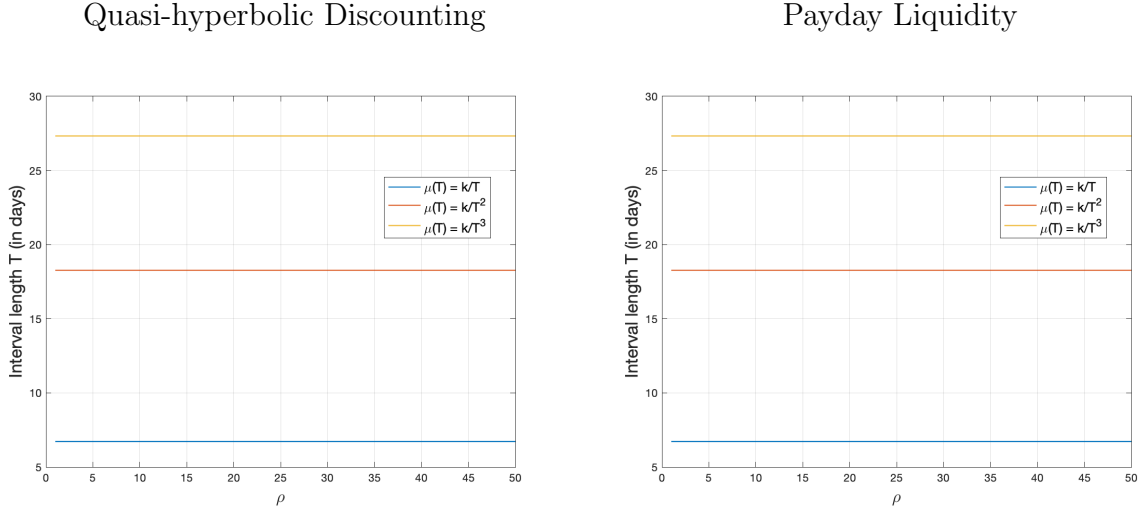 Quasi-hyperbolic Discounting
Payday Liquidity
30
25
20
15
10
5
0 5 10 15 20 25 30 35 40 45 50
Interval length T (in days)
ρ
μ(T) = k/T
μ(T) = k/T²
μ(T) = k/T³
30
25
20
15
10
5
0 5 10 15 20 25 30 35 40 45 50
Interval length T (in days)
ρ
μ(T) = k/T
μ(T) = k/T²
μ(T) = k/T³